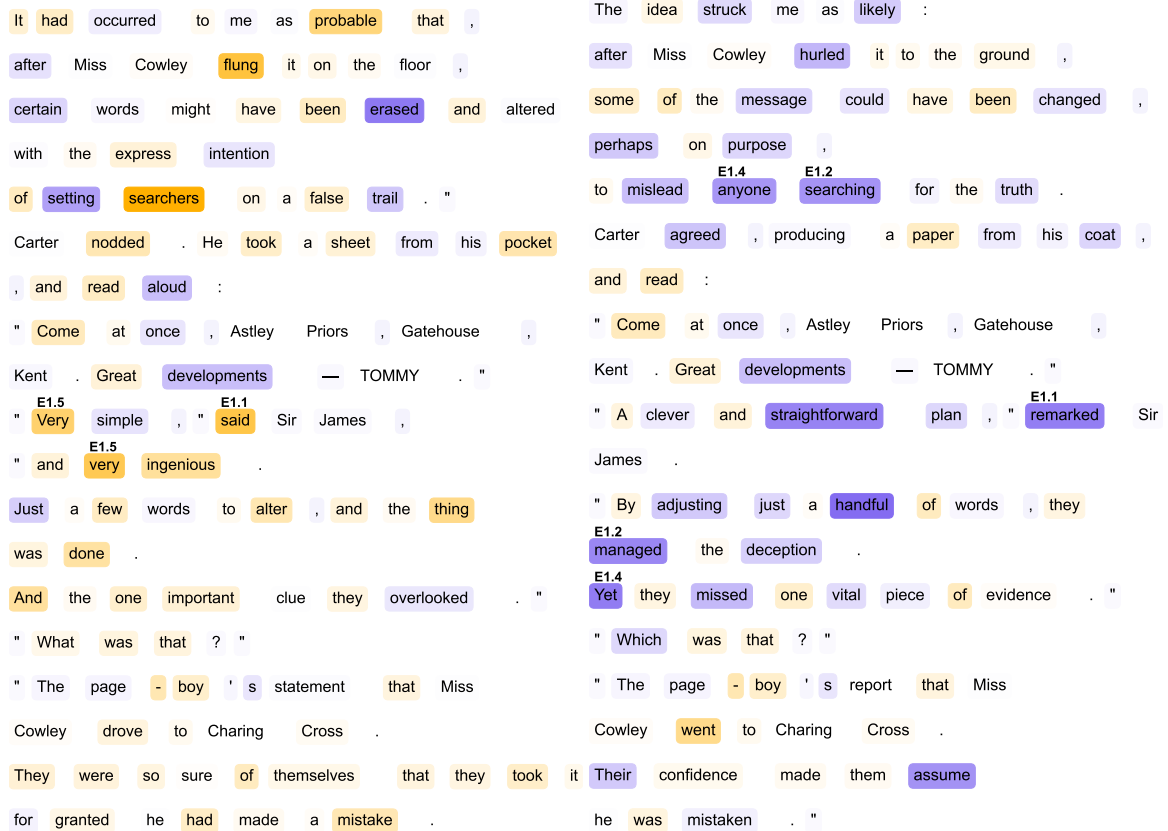 It had occurred to me as probable that ,
after Miss Cowley flung it on the floor ,
certain words might have been erased and altered
with the express intention
of setting searchers on a false trail . "
Carter nodded . He took a sheet from his pocket
, and read aloud :
" Come at once , Astley Priors , Gatehouse ,
Kent . Great developments — TOMMY . "
E1.5 E1.1
" Very simple , " said Sir James ,
E1.5
" and very ingenious .
Just a few words to alter , and the thing
was done .
And the one important clue they overlooked . "
" What was that ? "
" The page - boy ' s statement that Miss
Cowley drove to Charing Cross .
They were so sure of themselves that they took it
for granted he had made a mistake .
The idea struck me as likely :
after Miss Cowley hurled it to the ground ,
some of the message could have been changed ,
perhaps on purpose ,
E1.4 E1.2
to mislead anyone searching for the truth .
Carter agreed , producing a paper from his coat ,
and read :
" Come at once , Astley Priors , Gatehouse ,
Kent . Great developments — TOMMY . "
E1.1
" A clever and straightforward plan , " remarked Sir
James .
" By adjusting just a handful of words , they
E1.2
managed the deception .
E1.4
Yet they missed one vital piece of evidence . "
" Which was that ? "
" The page - boy ' s report that Miss
Cowley went to Charing Cross .
Their confidence made them assume
he was mistaken . "